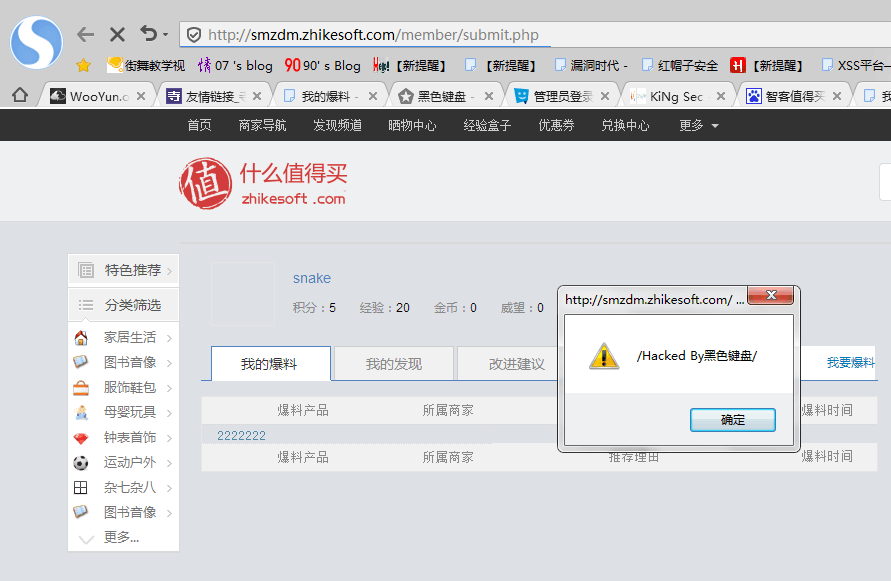 http://smzdm.zhikesoft.com/member/submit.php
街舞教学视 情 07 's blog 90 90' s Blog 【新提醒】 【新提醒】 漏洞时代 - 红帽子安全 H 【新提醒】 XSS平台—
WooYun.o 友情链接_ 我的爆料 - 黑色键盘 - 管理员登录 KiNg Sec 智客值得买 我
首页 商家导航 发现频道 晒物中心 经验盒子 优惠券 兑换中心 更多
值 什么值得买
zhikesoft .com
特色推荐
分类筛选
家居生活
图书音像
服饰鞋包
母婴玩具
钟表首饰
运动户外
杂七杂八
图书音像
更多...
snake
积分：5 经验：20 金币：0 威望：0
我的爆料 我的发现 改进建议 我要爆料
爆料产品 所属商家 爆料时间
2222222
爆料产品 所属商家 推荐理由 爆料时间
http://smzdm.zhikesoft.com/ ...
/Hacked By黑色键盘/
确定